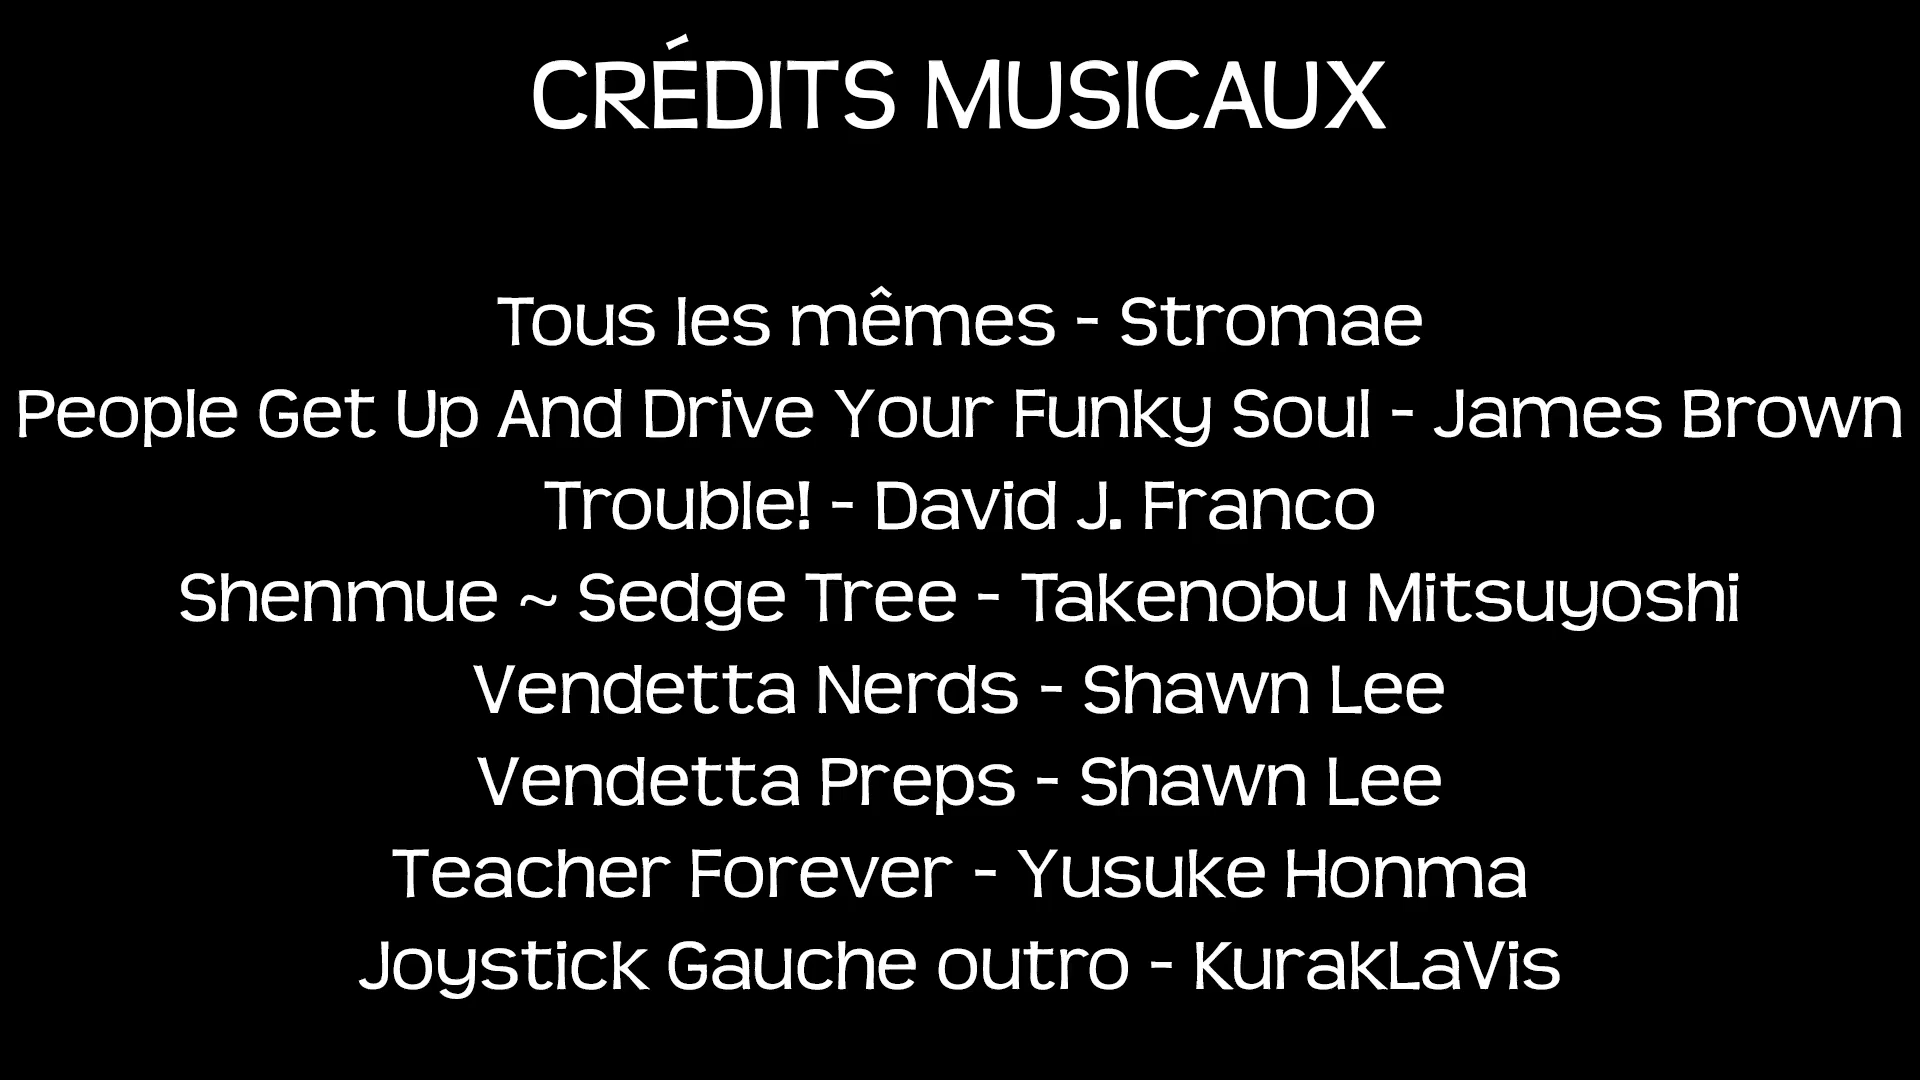 CRÉDITS MUSICAUX
Tous les mêmes - Stromae
People Get Up And Drive Your Funky Soul - James Brown
Trouble! - David J. Franco
Shenmue ~ Sedge Tree - Takenobu Mitsuyoshi
Vendetta Nerds - Shawn Lee
Vendetta Preps - Shawn Lee
Teacher Forever - Yusuke Honma
Joystick Gauche outro - KurakLaVis